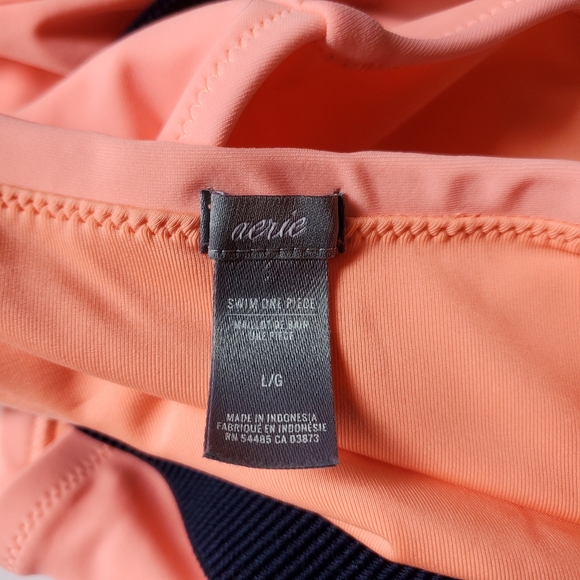 aerie
SWIM ONE PIECE
MAILLOT DE BAIN
UNE PIÈCE
L/G
MADE IN INDONESIA
FABRIQUÉ EN INDONÉSIE
RN 54485 CA 03873